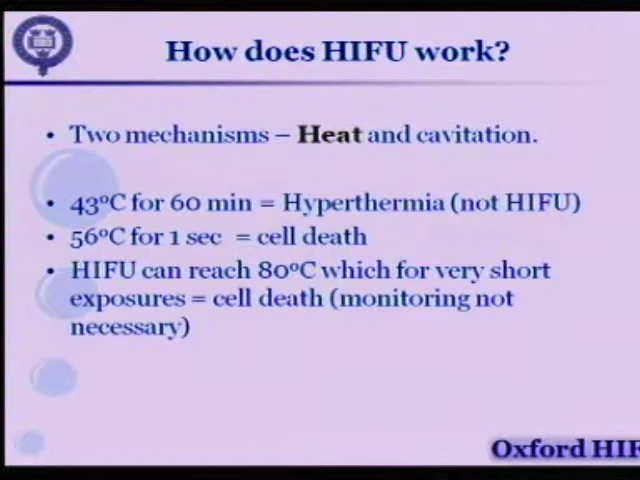 How does HIFU work?
• Two mechanisms – Heat and cavitation.
• 43ºC for 60 min = Hyperthermia (not HIFU)
• 56ºC for 1 sec = cell death
• HIFU can reach 80ºC which for very short
exposures = cell death (monitoring not
necessary)
Oxford HIF